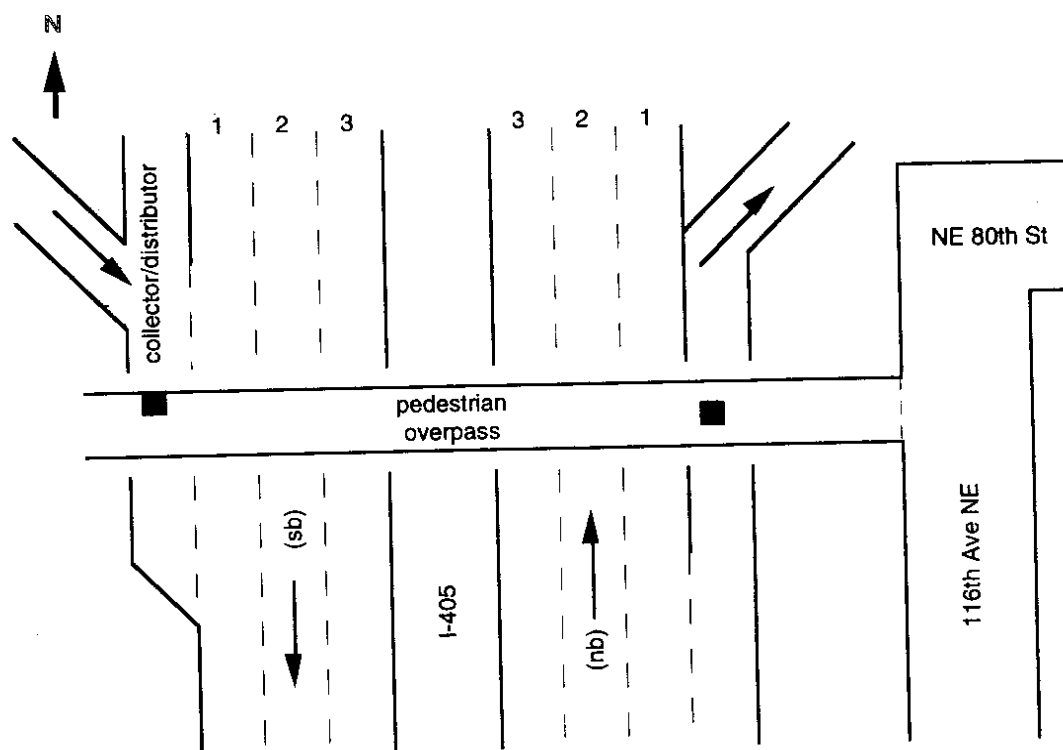 N
1 2 3 3 2 1
collector/distributor
NE 80th St
pedestrian
overpass
(sb)
I-405
(nb)
116th Ave NE